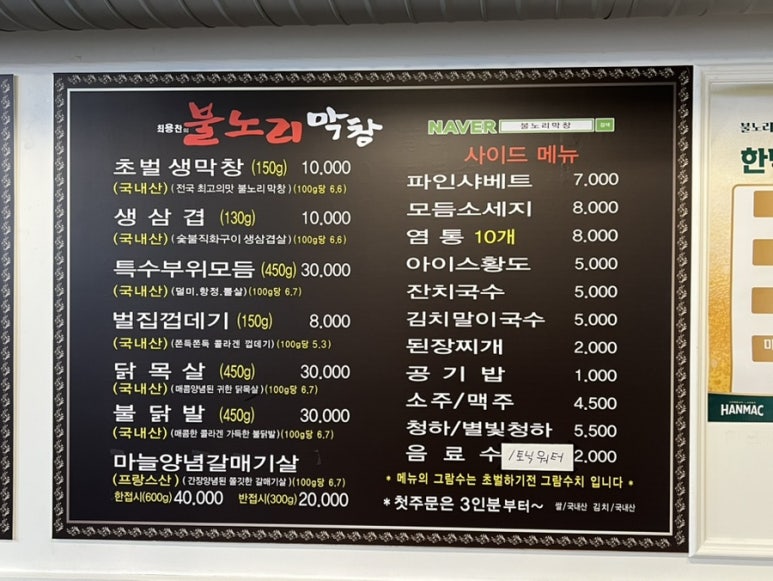 최응천의 불노리 막창
초벌 생막창 (150g) 10,000
(국내산) (전국 최고의맛 불노리 막창) (100g당 6,6)
생 삼 겹 (130g) 10,000
(국내산) (숯불직화구이 생삼겹살) (100g당 6,6)
특수부위모듬 (450g) 30,000
(국내산) (덜미,항정,뽈살) (100g당 6,7)
벌집껍데기 (150g) 8,000
(국내산) (쫀득쫀득 콜라겐 껍데기) (100g당 5,3)
닭 목살 (450g) 30,000
(국내산) (매콤양념된 귀한 닭목살) (100g당 6,7)
불 닭발 (450g) 30,000
(국내산) (매콤한 콜라겐 가득한 불닭발) (100g당 6,7)
마늘양념갈매기살
(프랑스산) (간장양념된 쫄깃한 갈매기살) (100g당 6,7)
한접시(600g) 40,000 반접시(300g) 20,000
NAVER 불노리막창 검색
사이드 메뉴
파인샤베트 7,000
모듬소세지 8,000
염 통 10개 8,000
아이스황도 5,000
잔치국수 5,000
김치말이국수 5,000
된장찌개 2,000
공 기 밥 1,000
소주/맥주 4,500
청하/별빛청하 5,500
음 료 수 /토닉워터 2,000
* 메뉴의 그람수는 초벌하기전 그람수치 입니다 *
*첫주문은 3인분부터~ 쌀/국내산 김치/국내산
불노리
HANMAC